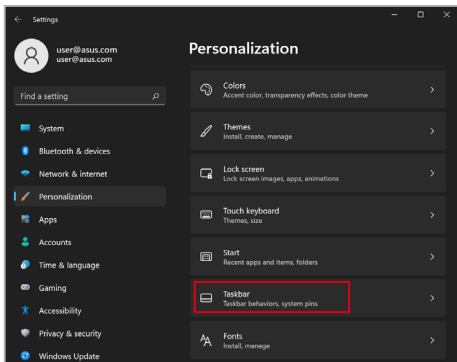 Settings
user@asus.com
user@asus.com
Find a setting
System
Bluetooth & devices
Network & internet
Personalization
Apps
Accounts
Time & language
Gaming
Accessibility
Privacy & security
Windows Update
Personalization
Colors
Accent color, transparency effects, color theme
Themes
Install, create, manage
Lock screen
Lock screen images, apps, animations
Touch keyboard
Themes, size
Start
Recent apps and items, folders
Taskbar
Taskbar behaviors, system pins
Fonts
Install, manage